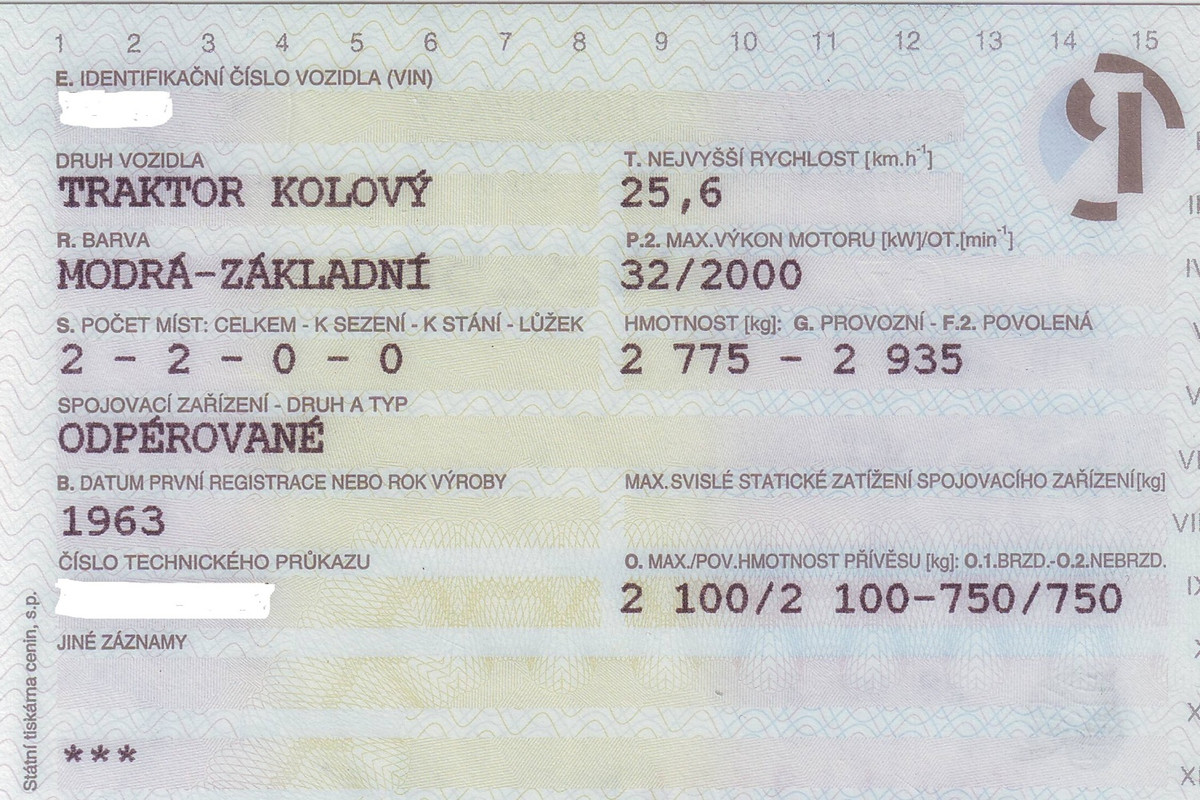 1 2 3 4 5 6 7 8 9 10 11 12 13 14 15
E. IDENTIFIKAČNÍ ČÍSLO VOZIDLA (VIN)
DRUH VOZIDLA
TRAKTOR KOLOVÝ
T. NEJVYŠŠÍ RYCHLOST [km.h-1]
25,6
R. BARVA
MODRÁ-ZÁKLADNÍ
P.2. MAX.VÝKON MOTORU [kW]/OT.[min-1]
32/2000
S. POČET MÍST: CELKEM - K SEZENÍ - K STÁNÍ - LŮŽEK
2 - 2 - 0 - 0
HMOTNOST [kg]: G. PROVOZNÍ - F.2. POVOLENÁ
2 775 - 2 935
SPOJOVACÍ ZAŘÍZENÍ - DRUH A TYP
ODPÉROVANÉ
B. DATUM PRVNÍ REGISTRACE NEBO ROK VÝROBY
1963
MAX.SVISLÉ STATICKÉ ZATÍŽENÍ SPOJOVACÍHO ZAŘÍZENÍ[kg]
ČÍSLO TECHNICKÉHO PRŮKAZU
O. MAX./POV.HMOTNOST PŘÍVĚSU [kg]: O.1.BRZD.-O.2.NEBRZD.
2 100/2 100-750/750
JINÉ ZÁZNAMY
***
Státní tiskárna cenin, s.p.